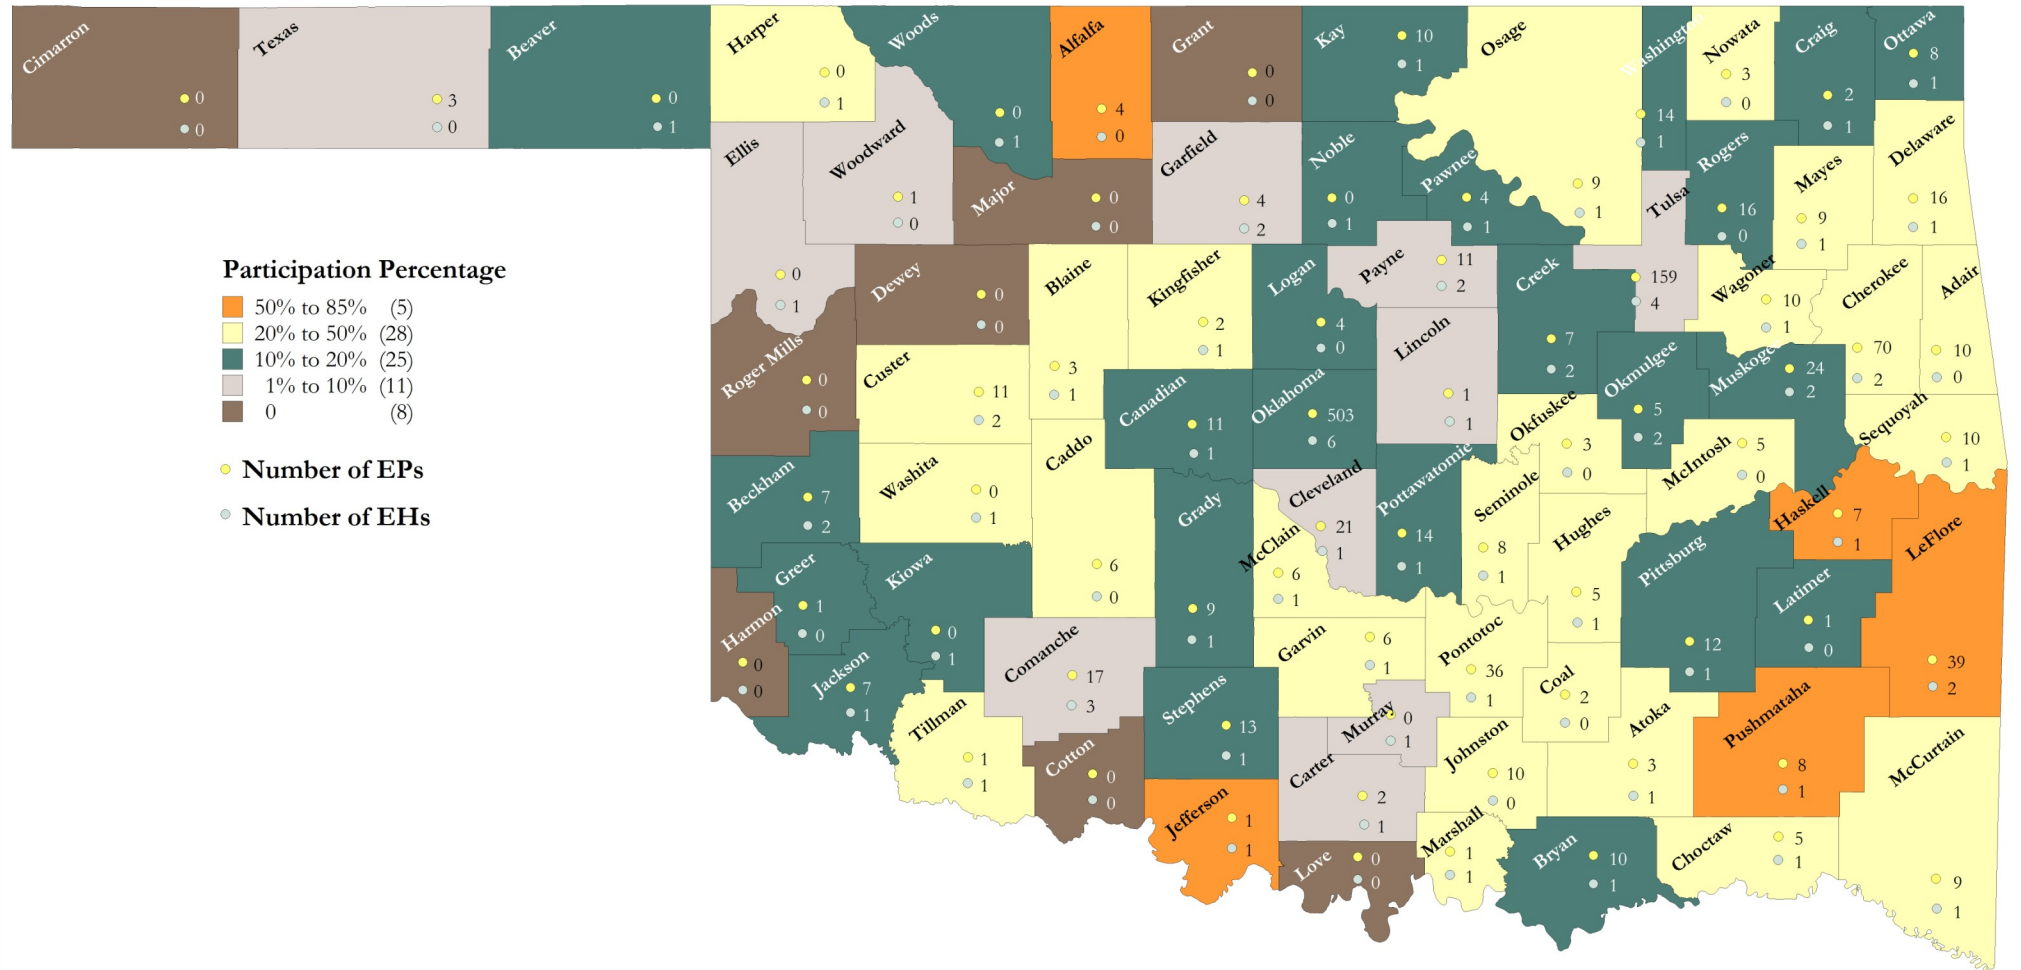 Cimarron
0
0
Texas
3
0
Beaver
0
1
Harper
0
1
Woods
0
1
Alfalfa
4
0
Grant
0
0
Kay
10
1
Osage
9
1
Washington
14
1
Nowata
3
0
Craig
2
1
Ottawa
8
1
Ellis
0
1
Woodward
1
0
Major
0
0
Garfield
4
2
Noble
0
1
Pawnee
4
1
Tulsa
159
4
Rogers
16
0
Mayes
9
1
Delaware
16
1
Participation Percentage
50% to 85% (5)
20% to 50% (28)
10% to 20% (25)
1% to 10% (11)
0 (8)
Number of EPs
Number of EHs
Roger Mills
0
0
Dewey
0
0
Blaine
3
1
Kingfisher
2
1
Logan
4
0
Payne
11
2
Creek
7
2
Wagoner
10
1
Cherokee
70
2
Adair
10
0
Custer
11
2
Lincoln
1
1
Okmulgee
5
2
Muskogee
24
2
Canadian
11
1
Oklahoma
503
6
Okfuskee
3
0
McIntosh
5
0
Sequoyah
10
1
Beckham
7
2
Washita
0
1
Caddo
6
0
Grady
9
1
McClain
6
1
Cleveland
21
1
Pottawatomie
14
1
Seminole
8
1
Hughes
5
1
Pittsburg
12
1
Haskell
7
1
LeFlore
39
2
Latimer
1
0
Harmon
0
0
Greer
1
0
Kiowa
0
1
Jackson
7
1
Comanche
17
3
Stephens
13
1
Garvin
6
1
Pontotoc
36
1
Coal
2
0
Tillman
1
1
Cotton
0
0
Murray
0
1
Johnston
10
0
Atoka
3
1
Pushmataha
8
1
McCurtain
9
1
Jefferson
1
1
Carter
2
1
Love
0
0
Marshall
1
1
Bryan
10
1
Choctaw
5
1